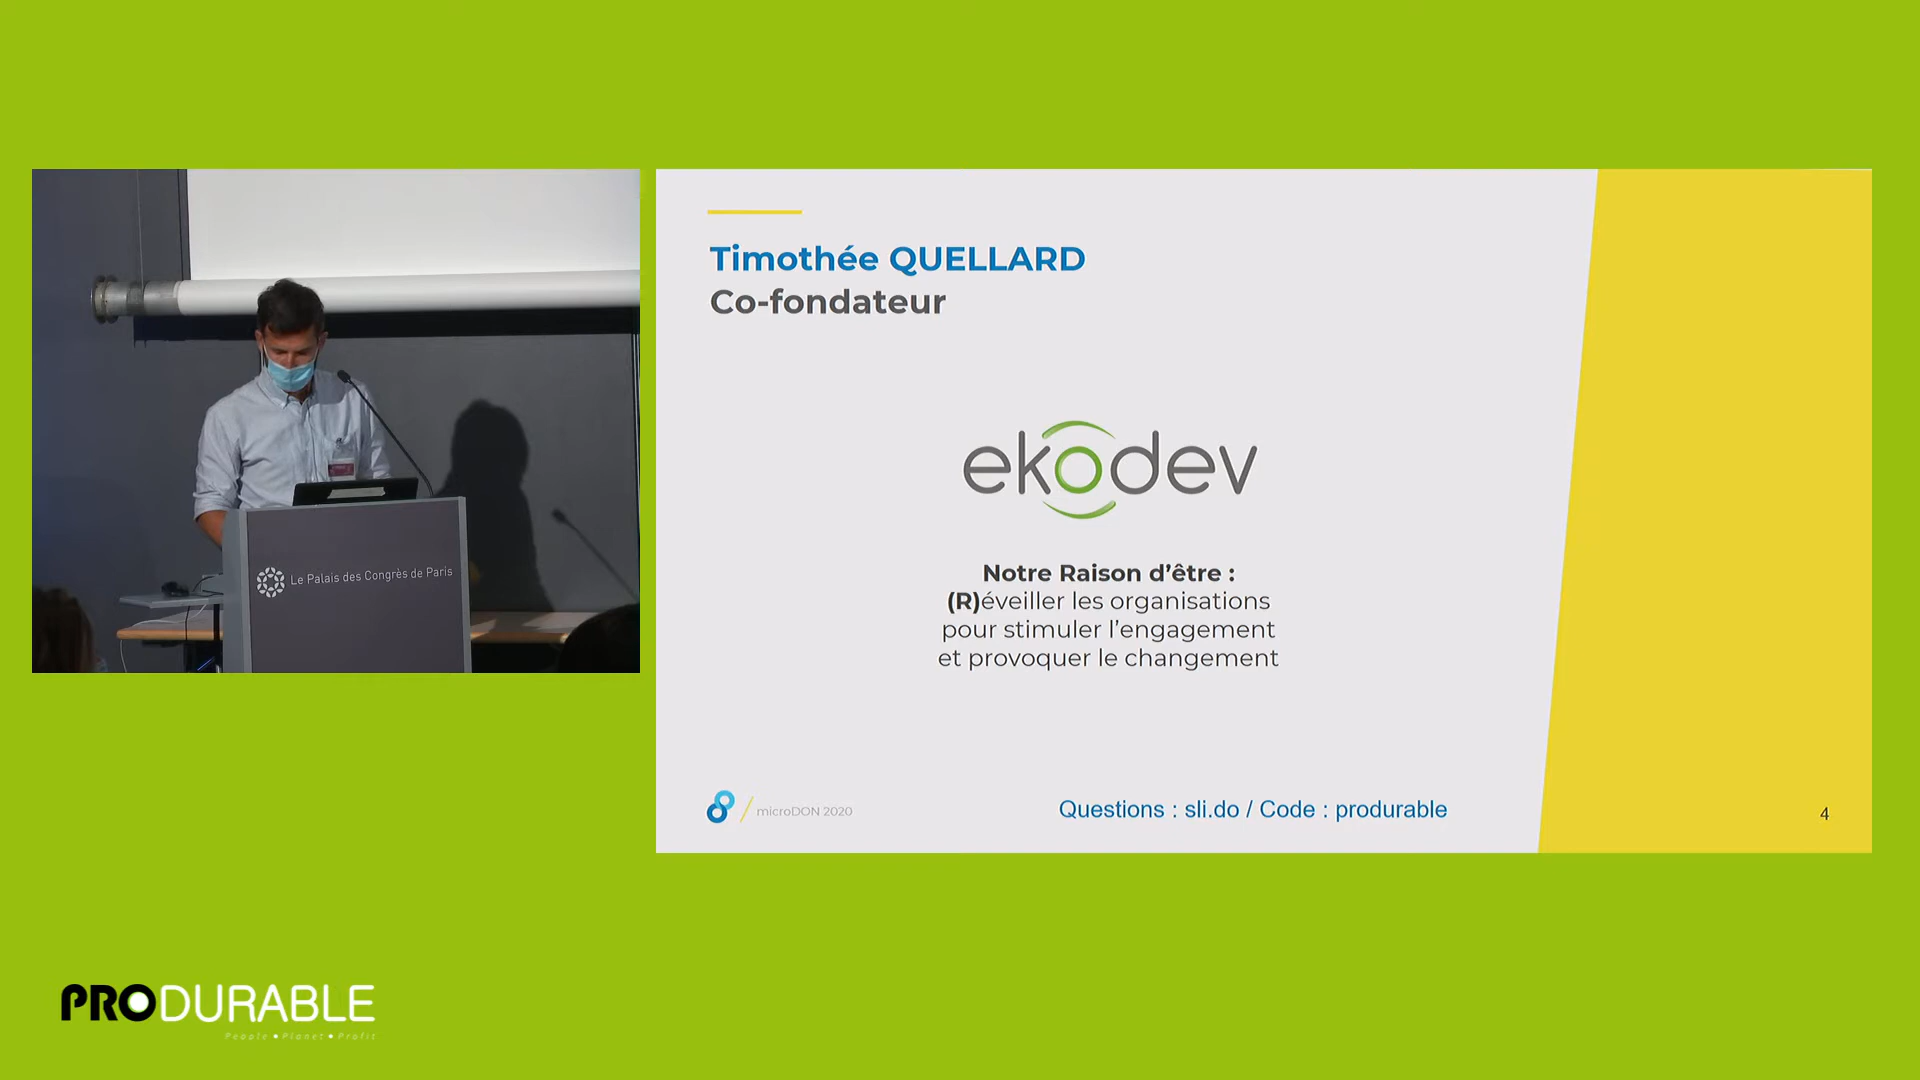 Le Palais des Congrès de Paris
Timothée QUELLARD
Co-fondateur
ekodev
Notre Raison d'être :
(R)éveiller les organisations
pour stimuler l'engagement
et provoquer le changement
microDON 2020
Questions : sli.do / Code : produrable
4
PRODURABLE
People • Planet • Profit